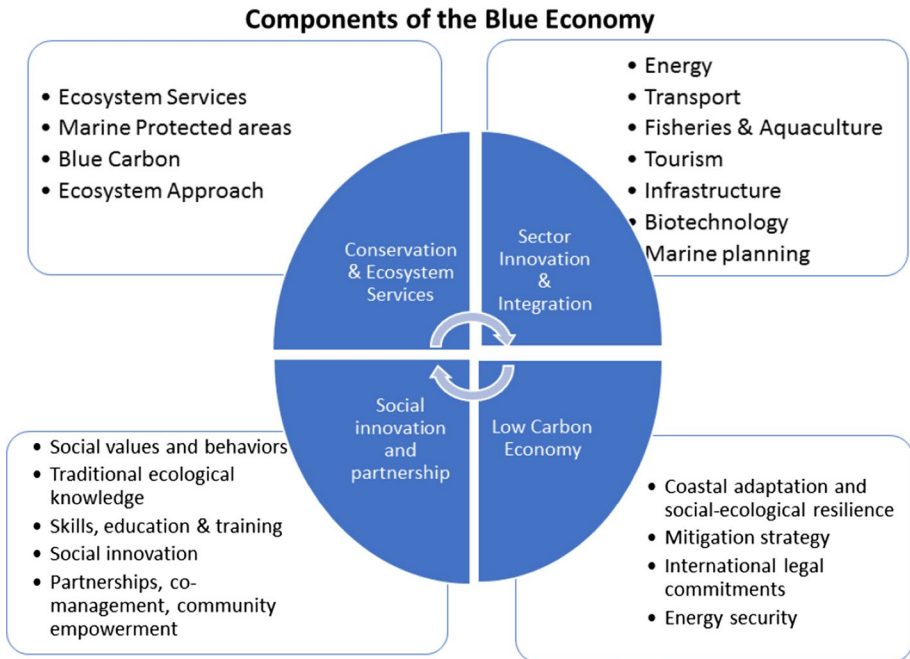 Components of the Blue Economy
• Ecosystem Services
• Marine Protected areas
• Blue Carbon
• Ecosystem Approach
• Energy
• Transport
• Fisheries & Aquaculture
• Tourism
• Infrastructure
• Biotechnology
• Marine planning
Conservation
& Ecosystem
Services
Sector
Innovation
&
Integration
Social
innovation
and
partnership
Low Carbon
Economy
• Social values and behaviors
• Traditional ecological
knowledge
• Skills, education & training
• Social innovation
• Partnerships, co-
management, community
empowerment
• Coastal adaptation and
social-ecological resilience
• Mitigation strategy
• International legal
commitments
• Energy security